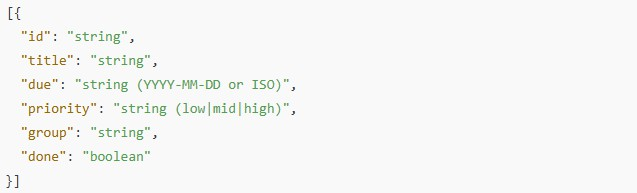 [{
  "id": "string",
  "title": "string",
  "due": "string (YYYY-MM-DD or ISO)",
  "priority": "string (low|mid|high)",
  "group": "string",
  "done": "boolean"
}]